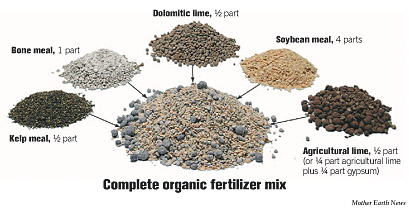 Dolomitic lime, ½ part
Bone meal, 1 part
Soybean meal, 4 parts
Kelp meal, ½ part
Agricultural lime, ½ part
(or ¼ part agricultural lime
plus ¼ part gypsum)
Complete organic fertilizer mix
Mother Earth News